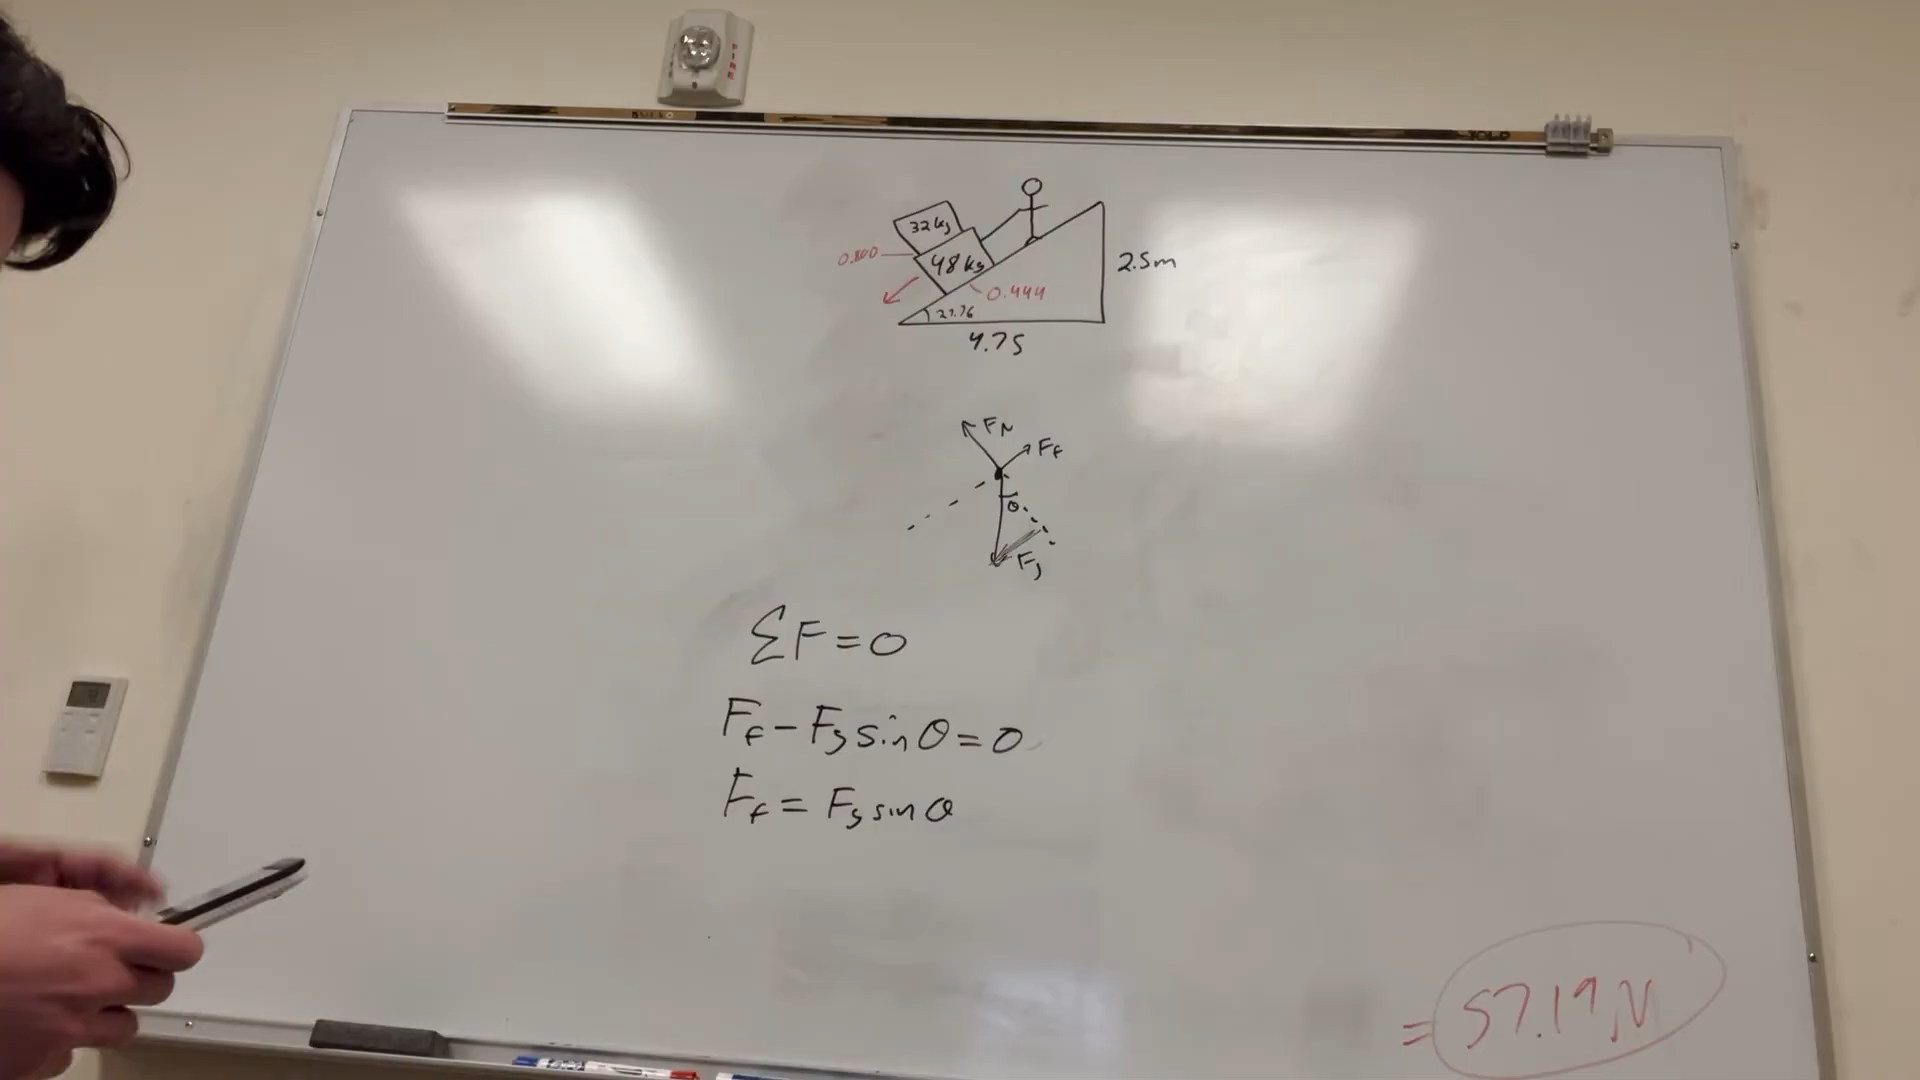 FIRE
32kg
0.800
48kg
2.5m
0.444
27.76
4.75
FN
Ff
θ
Fg
ΣF=0
Ff-Fg sinθ=0
Ff = Fg sinθ
= 57.19N